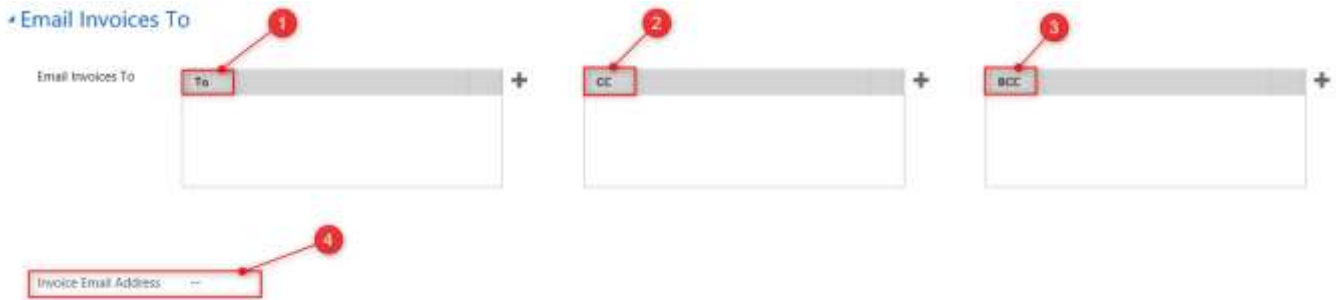 Email Invoices To
1
2
3
Email Invoices To
To
CC
BCC
4
Invoice Email Address --